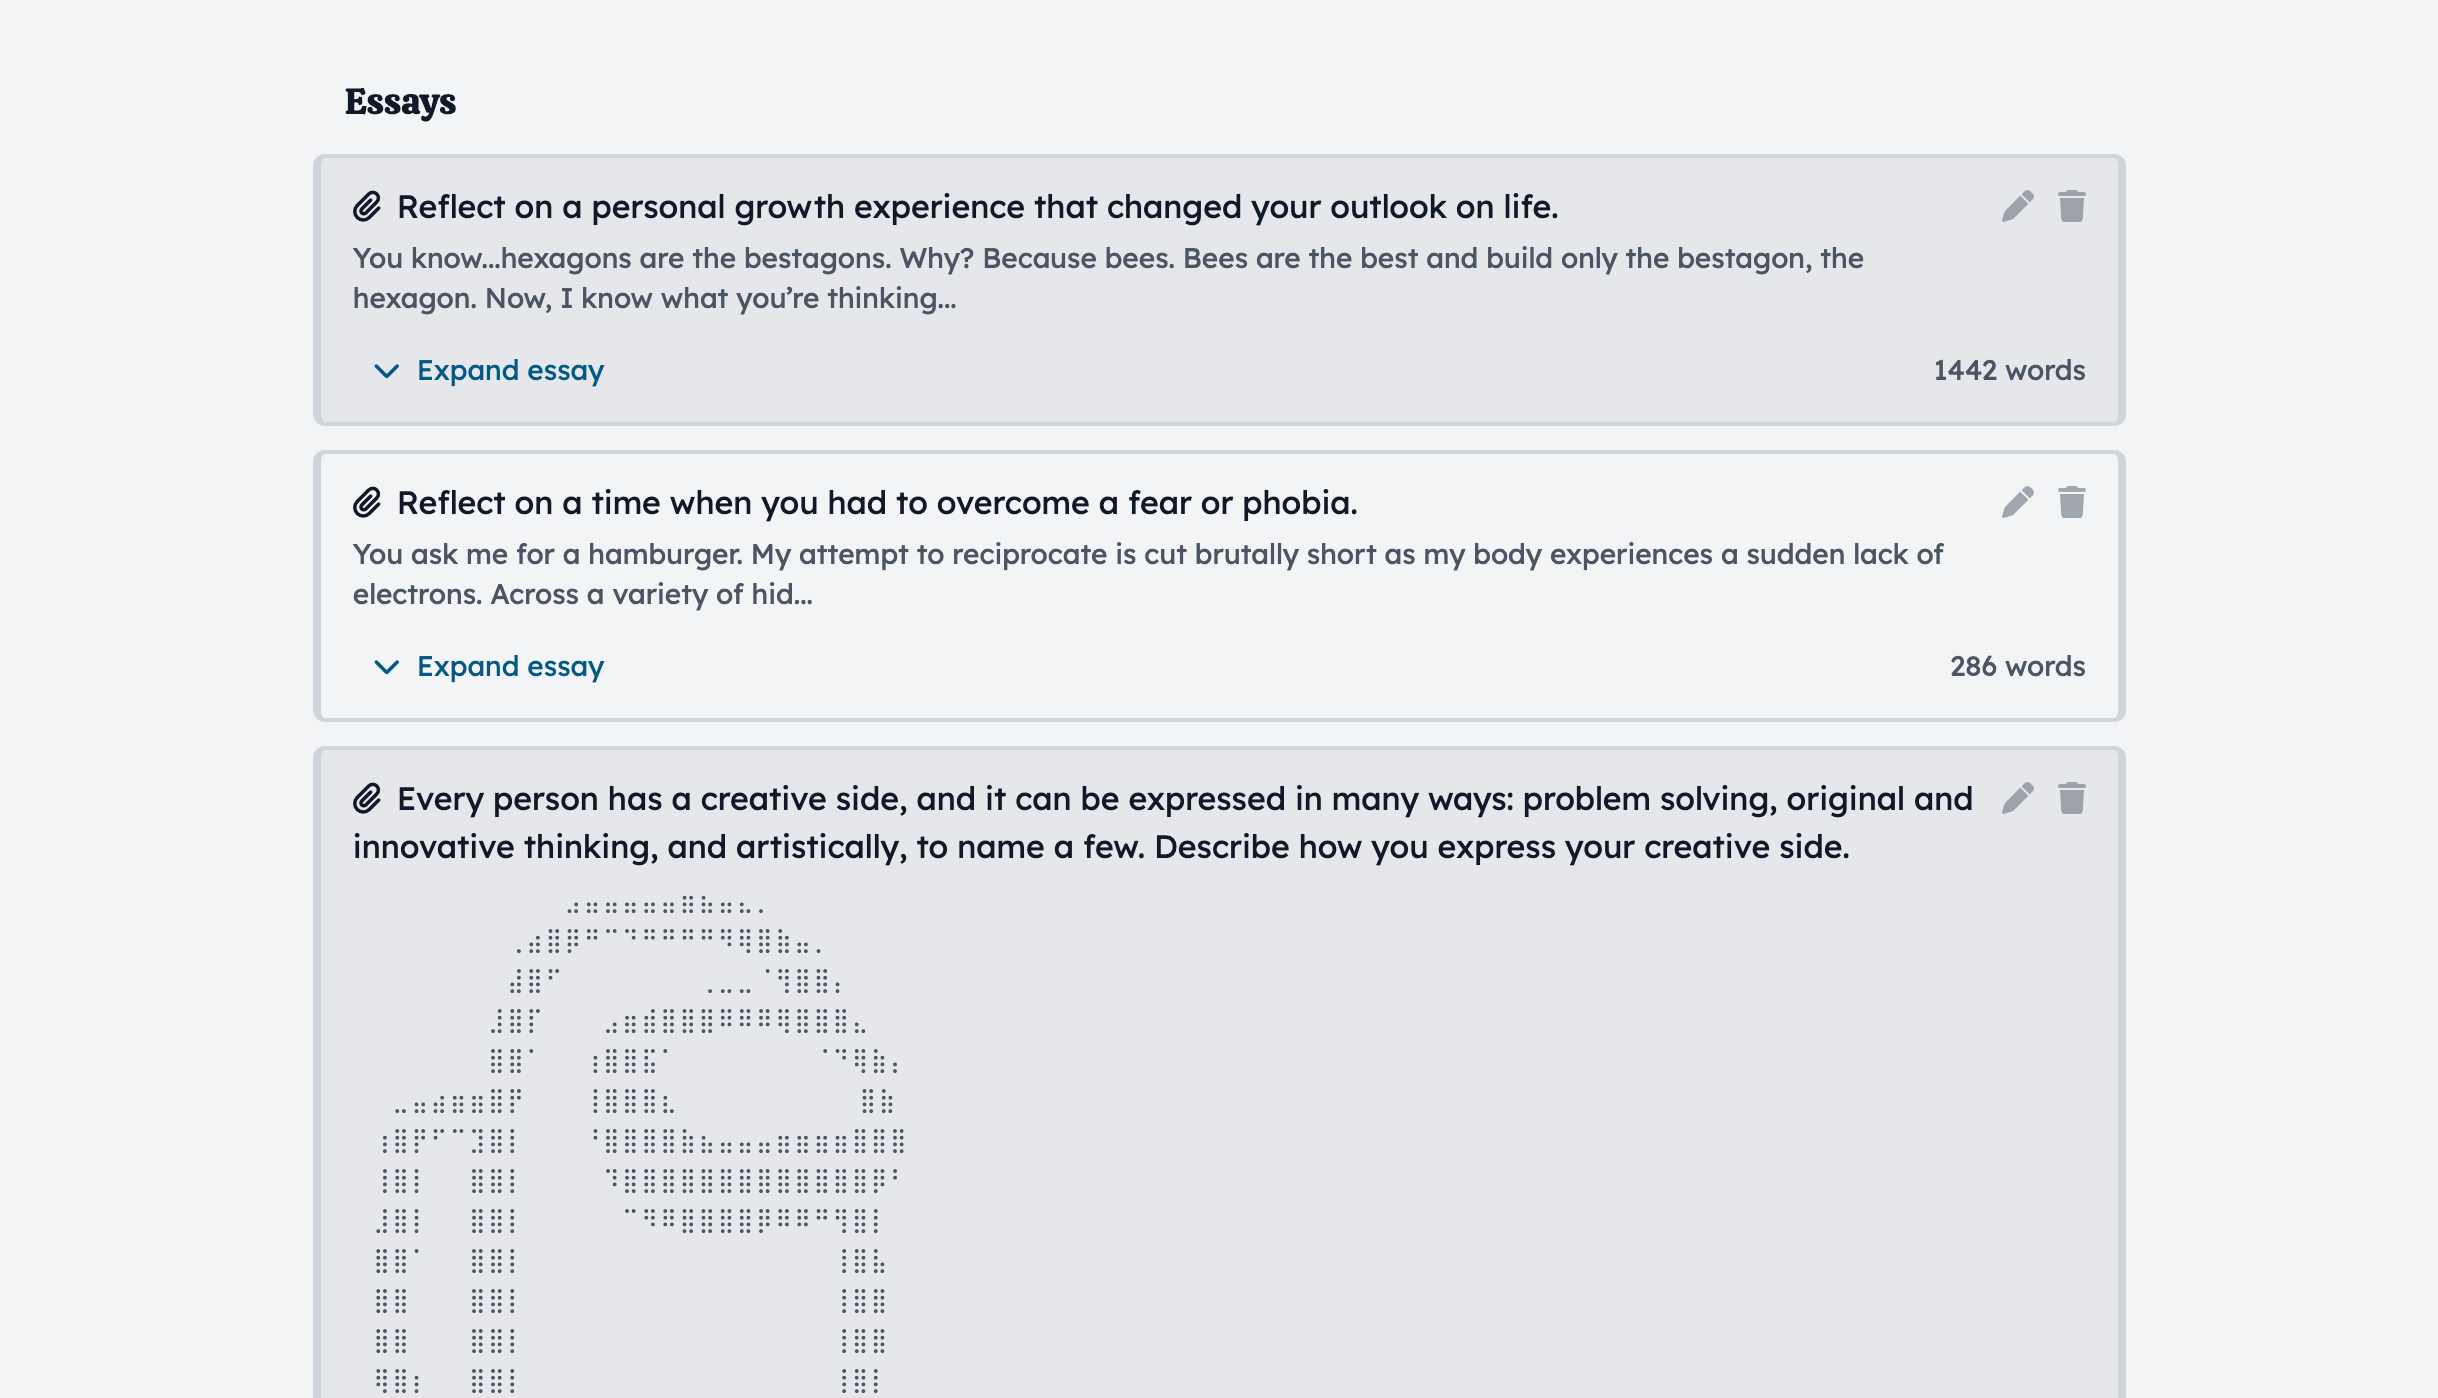 Essays
Reflect on a personal growth experience that changed your outlook on life.
You know...hexagons are the bestagons. Why? Because bees. Bees are the best and build only the bestagon, the
hexagon. Now, I know what you’re thinking...
Expand essay
1442 words
Reflect on a time when you had to overcome a fear or phobia.
You ask me for a hamburger. My attempt to reciprocate is cut brutally short as my body experiences a sudden lack of
electrons. Across a variety of hid...
Expand essay
286 words
Every person has a creative side, and it can be expressed in many ways: problem solving, original and
innovative thinking, and artistically, to name a few. Describe how you express your creative side.